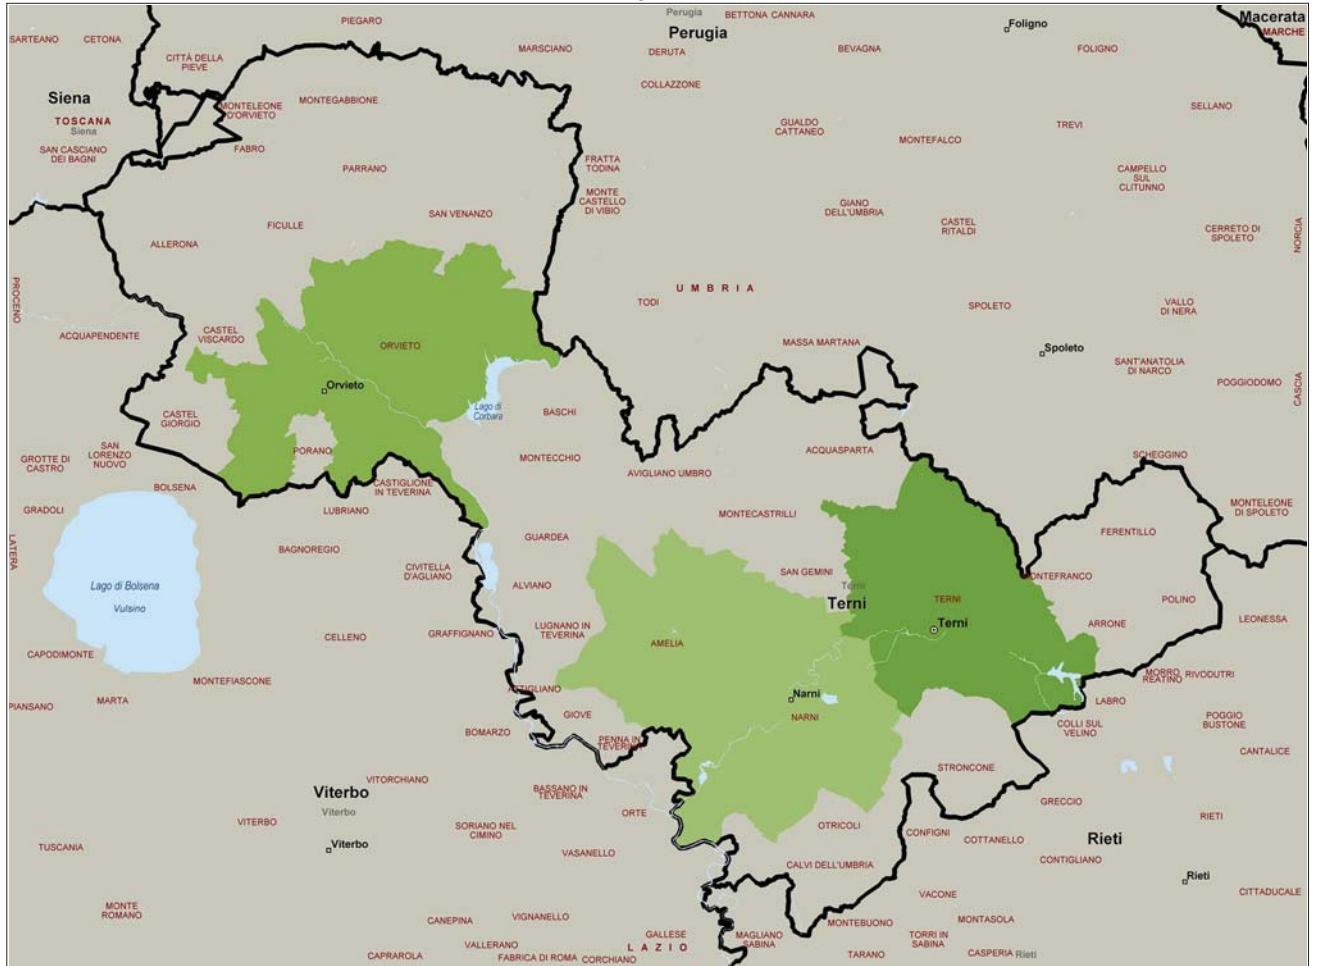 Perugia
BETTONA CANNARA
Foligno
Macerata
MARCHE
PIEGARO
Perugia
SARTEANO
CETONA
MARSCIANO
DERUTA
BEVAGNA
FOLIGNO
CITTÀ DELLA
PIEVE
COLLAZZONE
Siena
MONTELEONE
D'ORVIETO
MONTEGABBIONE
SELLANO
TOSCANA
Siena
GUALDO
CATTANEO
TREVI
MONTEFALCO
SAN CASCIANO
DEI BAGNI
FABRO
PARRANO
FRATTA
TODINA
CAMPELLO
SUL
CLITUNNO
MONTE
CASTELLO
DI VIBIO
GIANO
DELL'UMBRIA
SAN VENANZO
FICULLE
CASTEL
RITALDI
CERRETO DI
SPOLETO
NORCIA
ALLERONA
PROCENO
UMBRIA
TODI
SPOLETO
VALLO
DI NERA
ACQUAPENDENTE
CASTEL
VISCARDO
ORVIETO
MASSA MARTANA
Spoleto
SANT'ANATOLIA
DI NARCO
POGGIODOMO
CASCIA
Orvieto
Lago di
Corbara
BASCHI
CASTEL
GIORGIO
PORANO
SAN
LORENZO
NUOVO
GROTTE DI
CASTRO
MONTECCHIO
ACQUASPARTA
SCHEGGINO
AVIGLIANO UMBRO
BOLSENA
CASTIGLIONE
IN TEVERINA
GRADOLI
LUBRIANO
MONTECASTRILLI
MONTELEONE
DI SPOLETO
FERENTILLO
LATERA
BAGNOREGIO
GUARDEA
CIVITELLA
D'AGLIANO
SAN GEMINI
MONTEFRANCO
Lago di Bolsena
Vulsino
ALVIANO
Terni
Terni
TERNI
Terni
POLINO
LEONESSA
CELLENO
GRAFFIGNANO
LUGNANO IN
TEVERINA
AMELIA
ARRONE
CAPODIMONTE
MONTEFIASCONE
MORRO
REATINO
RIVODUTRI
ATTIGLIANO
Narni
NARNI
LABRO
PIANSANO
MARTA
GIOVE
POGGIO
BUSTONE
COLLI SUL
VELINO
BOMARZO
PENNA IN
TEVERINA
CANTALICE
STRONCONE
VITORCHIANO
Viterbo
Viterbo
BASSANO IN
TEVERINA
GRECCIO
VITERBO
SORIANO NEL
CIMINO
ORTE
OTRICOLI
CONFIGNI
COTTANELLO
RIETI
Rieti
TUSCANIA
Viterbo
VASANELLO
CALVI DELL'UMBRIA
CONTIGLIANO
Rieti
CITTADUCALE
VACONE
MONTE
ROMANO
CANEPINA
VIGNANELLO
MONTEBUONO
MONTASOLA
GALLESE
MAGLIANO
SABINA
TORRI IN
SABINA
VALLERANO
LAZIO
CAPRAROLA
FABRICA DI ROMA
CORCHIANO
TARANO
CASPERIA
Rieti